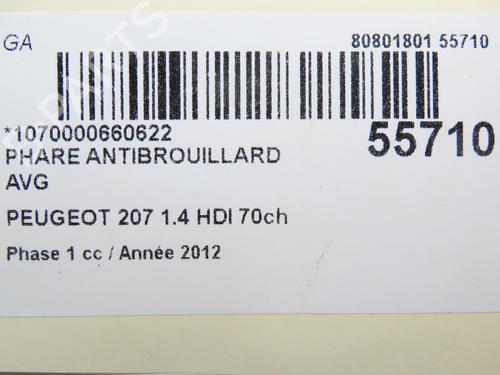 GA
80801801 55710
*1070000660622
55710
PHARE ANTIBROUILLARD
AVG
PEUGEOT 207 1.4 HDI 70ch
Phase 1 cc / Année 2012